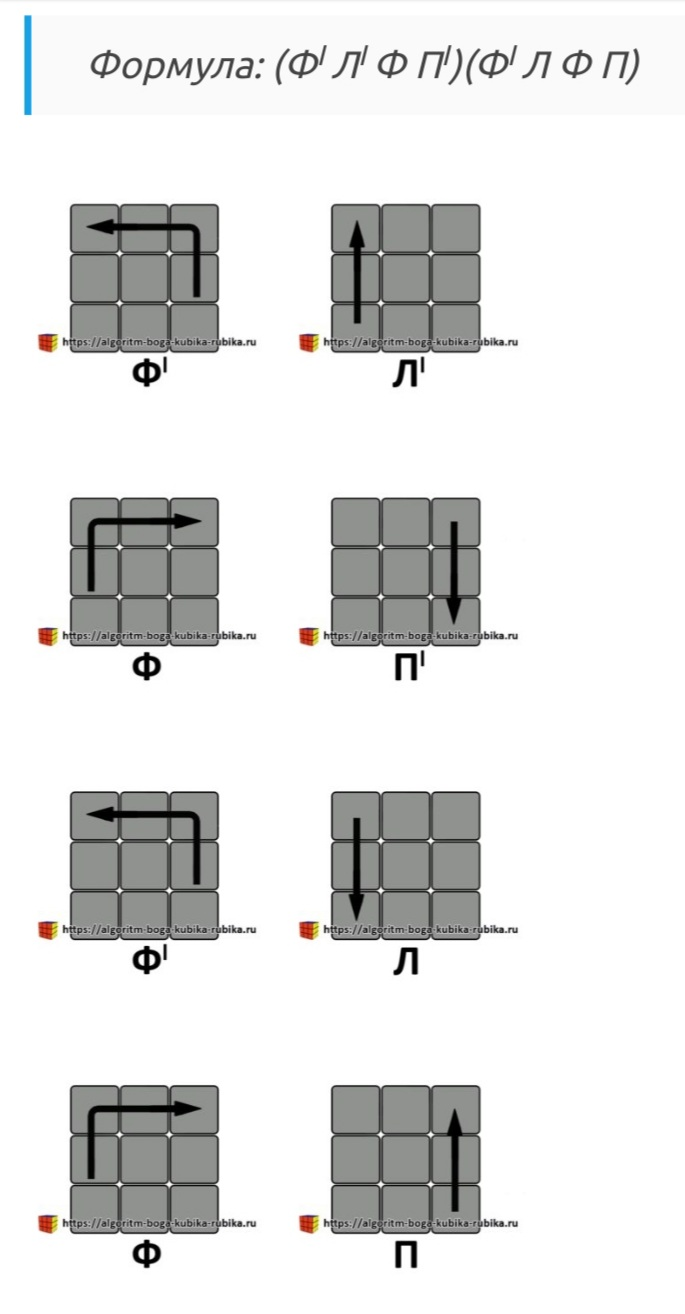 Формула: (Ф| Л| Ф П|)(Ф| Л Ф П)
https://algoritm-boga-kubika-rubika.ru https://algoritm-boga-kubika-rubika.ru
Ф| Л|
https://algoritm-boga-kubika-rubika.ru https://algoritm-boga-kubika-rubika.ru
Ф П|
https://algoritm-boga-kubika-rubika.ru https://algoritm-boga-kubika-rubika.ru
Ф| Л
https://algoritm-boga-kubika-rubika.ru https://algoritm-boga-kubika-rubika.ru
Ф П